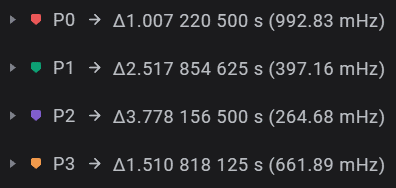 P0 → Δ1.007 220 500 s (992.83 mHz)
P1 → Δ2.517 854 625 s (397.16 mHz)
P2 → Δ3.778 156 500 s (264.68 mHz)
P3 → Δ1.510 818 125 s (661.89 mHz)